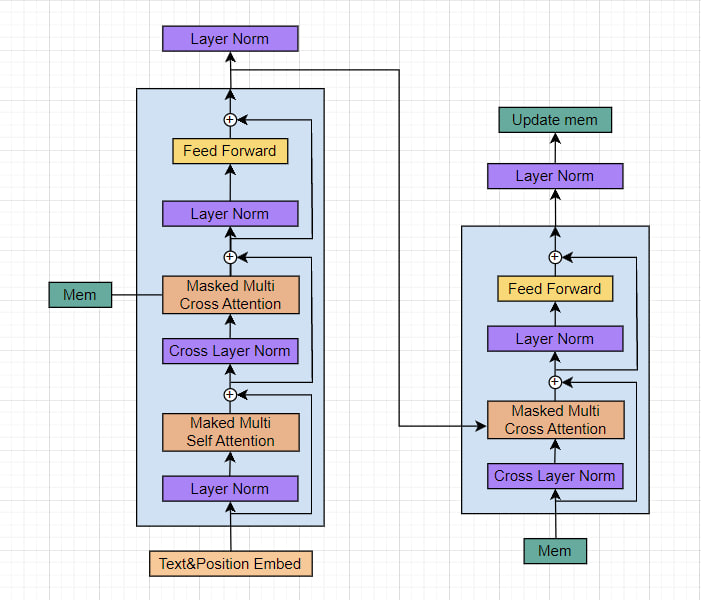 Layer Norm
Feed Forward
Layer Norm
Mem
Masked Multi
Cross Attention
Cross Layer Norm
Maked Multi
Self Attention
Layer Norm
Text&Position Embed
Update mem
Layer Norm
Feed Forward
Layer Norm
Masked Multi
Cross Attention
Cross Layer Norm
Mem